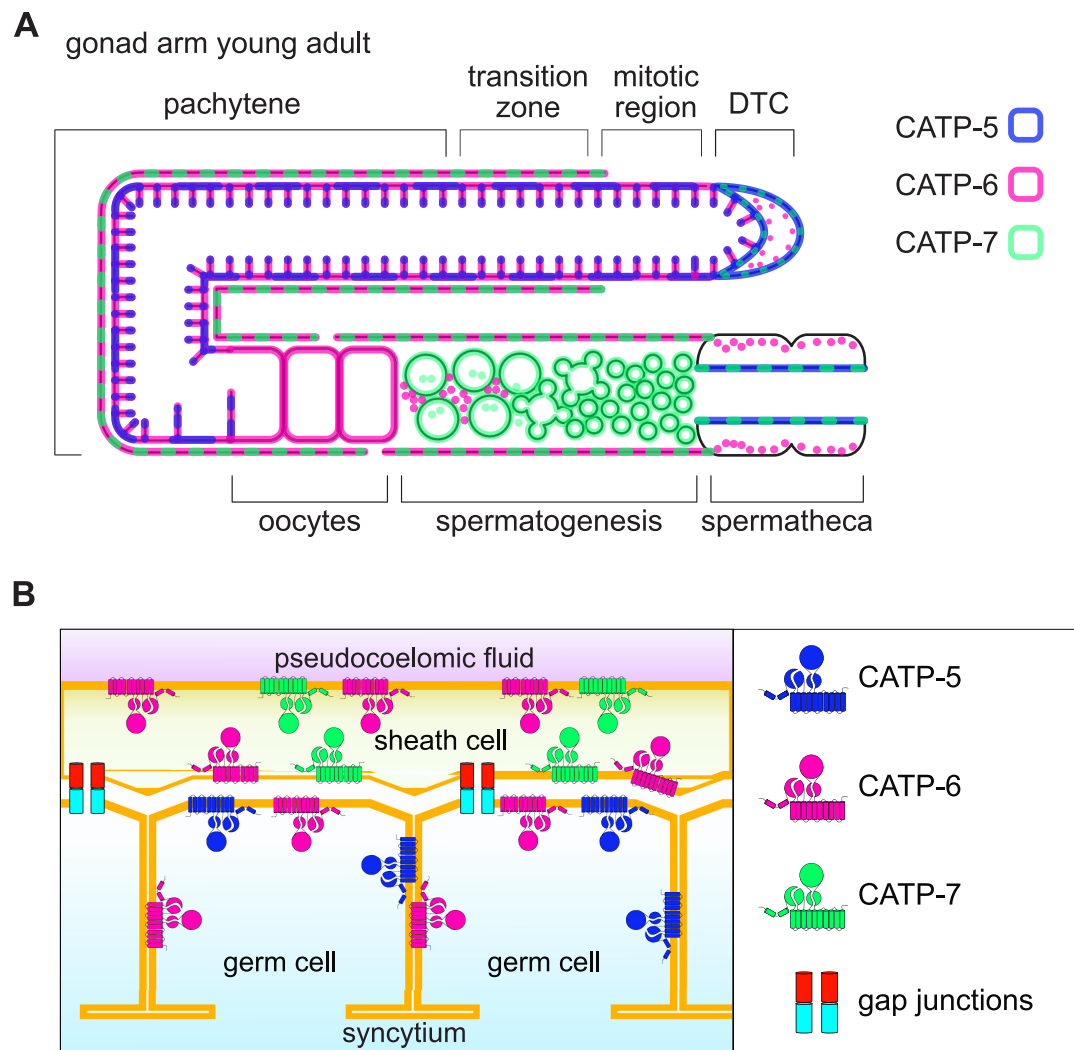 A
gonad arm young adult
pachytene
transition
zone
mitotic
region
DTC
CATP-5
CATP-6
CATP-7
oocytes
spermatogenesis
spermatheca
B
pseudocoelomic fluid
sheath cell
germ cell
germ cell
syncytium
CATP-5
CATP-6
CATP-7
gap junctions